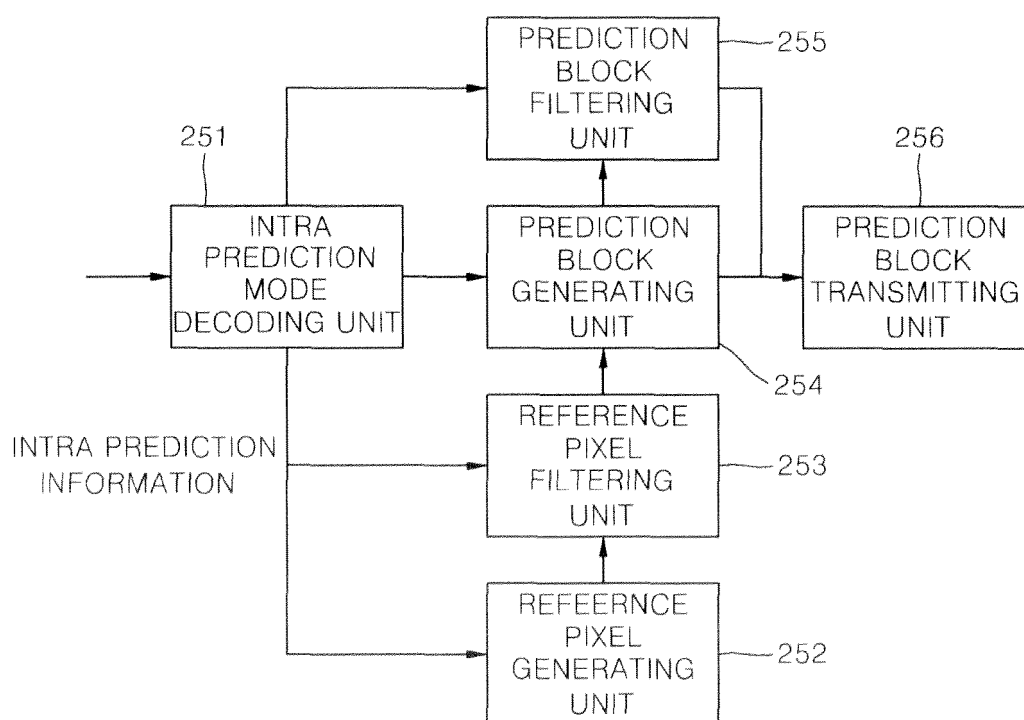 PREDICTION
BLOCK
FILTERING
UNIT
255
251
INTRA
PREDICTION
MODE
DECODING UNIT
PREDICTION
BLOCK
GENERATING
UNIT
254
256
PREDICTION
BLOCK
TRANSMITTING
UNIT
INTRA PREDICTION
INFORMATION
REFERENCE
PIXEL
FILTERING
UNIT
253
REFEERNCE
PIXEL
GENERATING
UNIT
252